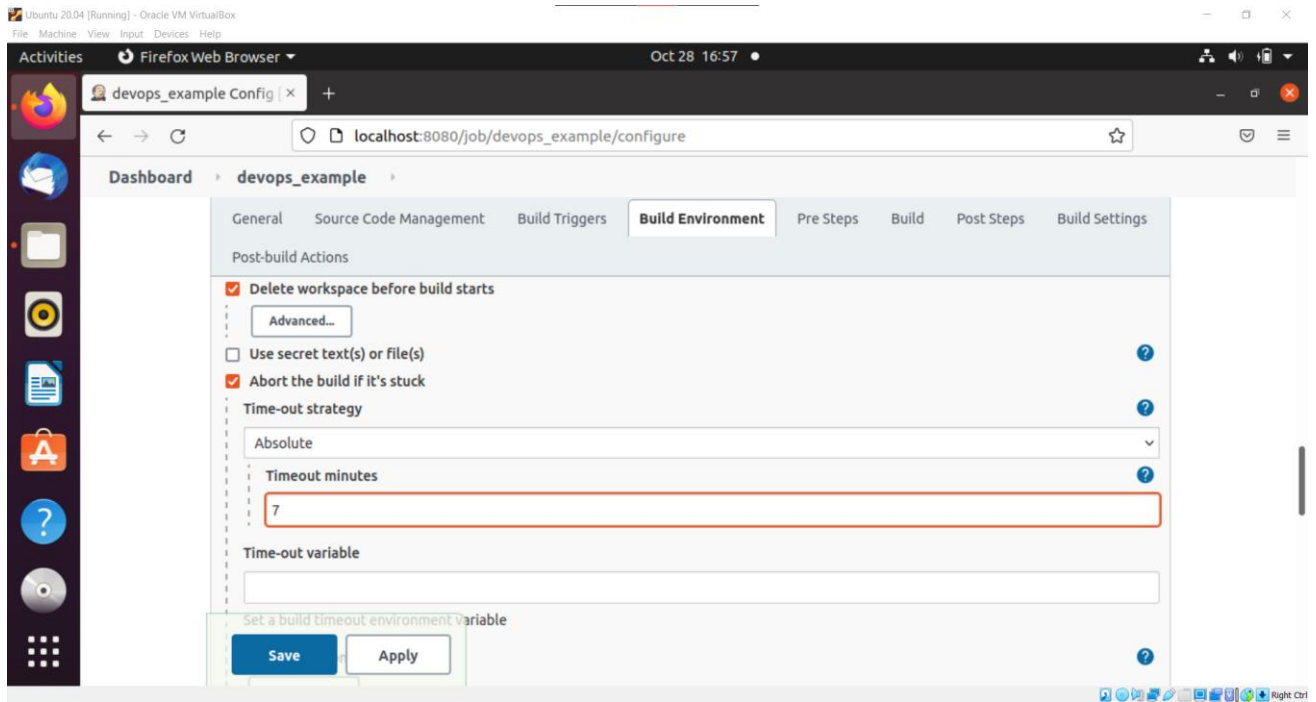 Ubuntu 20.04 [Running] - Oracle VM VirtualBox
File Machine View Input Devices Help
Activities Firefox Web Browser Oct 28 16:57
devops_example Config [
localhost:8080/job/devops_example/configure
Dashboard devops_example
General Source Code Management Build Triggers Build Environment Pre Steps Build Post Steps Build Settings
Post-build Actions
Delete workspace before build starts
Advanced...
Use secret text(s) or file(s)
Abort the build if it's stuck
Time-out strategy
Absolute
Timeout minutes
7
Time-out variable
Set a build timeout environment variable
Save Apply
Right Ctrl